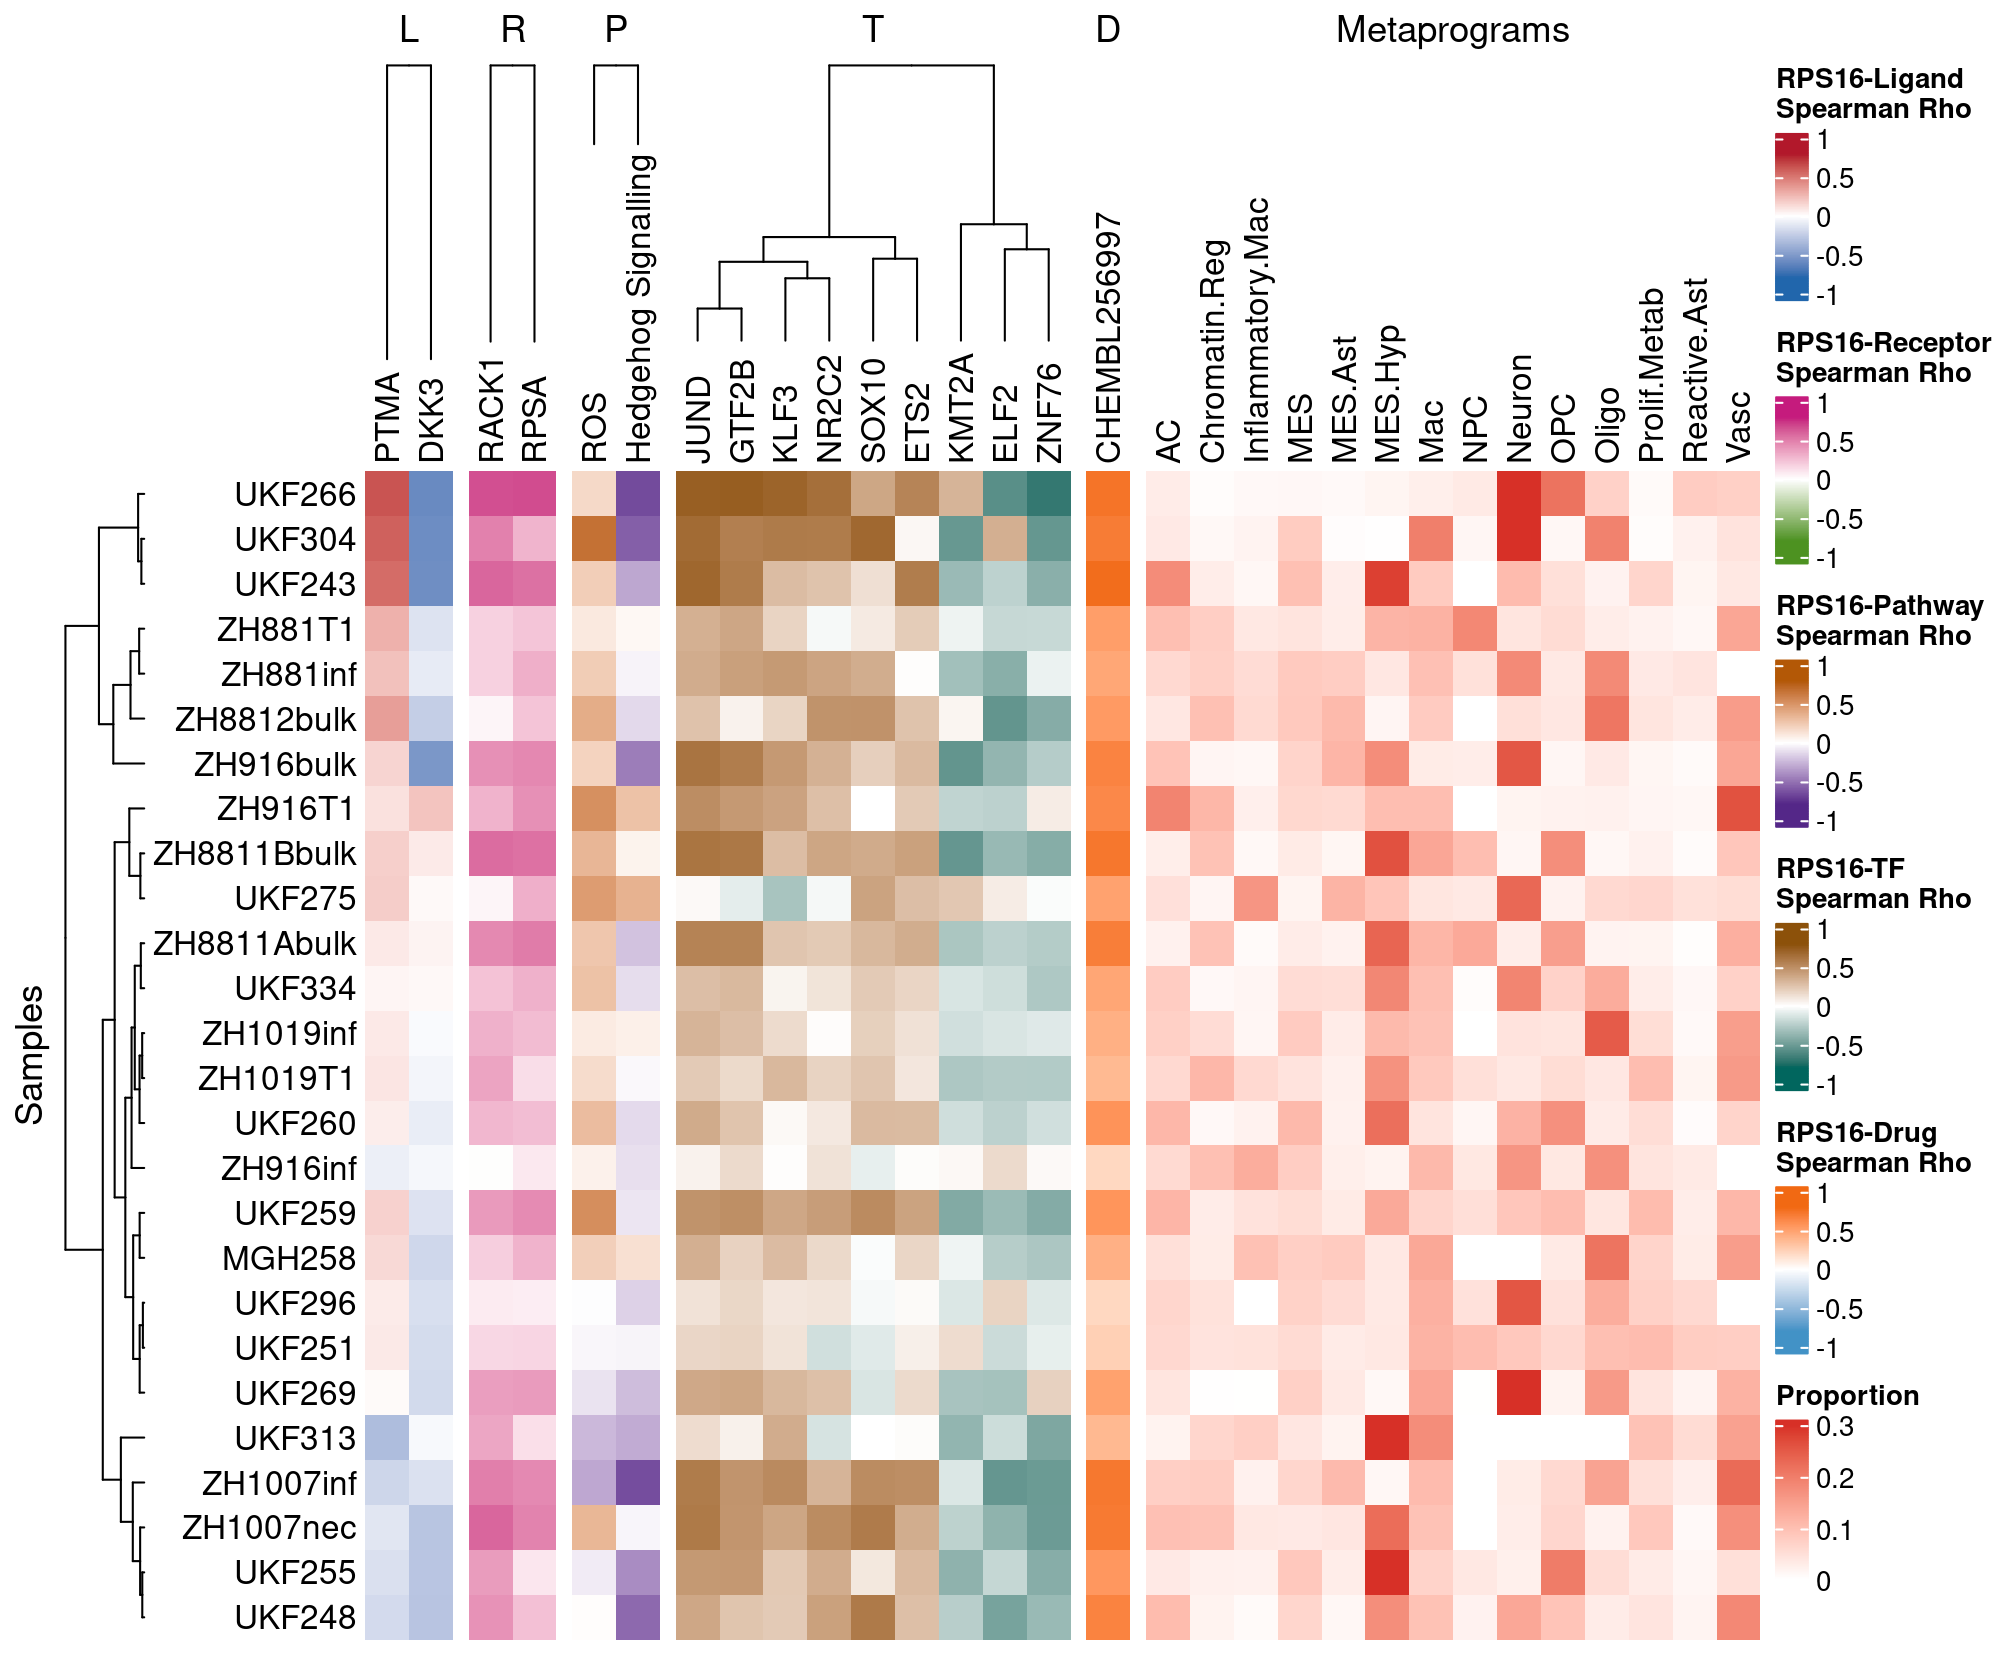 L R P T D Metaprograms
PTMA
DKK3
RACK1
RPSA
ROS
Hedgehog Signalling
JUND
GTF2B
KLF3
NR2C2
SOX10
ETS2
KMT2A
ELF2
ZNF76
CHEMBL256997
AC
Chromatin.Reg
Inflammatory.Mac
MES
MES.Ast
MES.Hyp
Mac
NPC
Neuron
OPC
Oligo
Prolif.Metab
Reactive.Ast
Vasc
Samples
UKF266
UKF304
UKF243
ZH881T1
ZH881inf
ZH8812bulk
ZH916bulk
ZH916T1
ZH8811Bbulk
UKF275
ZH8811Abulk
UKF334
ZH1019inf
ZH1019T1
UKF260
ZH916inf
UKF259
MGH258
UKF296
UKF251
UKF269
UKF313
ZH1007inf
ZH1007nec
UKF255
UKF248
RPS16-Ligand
Spearman Rho
1
0.5
0
-0.5
-1
RPS16-Receptor
Spearman Rho
1
0.5
0
-0.5
-1
RPS16-Pathway
Spearman Rho
1
0.5
0
-0.5
-1
RPS16-TF
Spearman Rho
1
0.5
0
-0.5
-1
RPS16-Drug
Spearman Rho
1
0.5
0
-0.5
-1
Proportion
0.3
0.2
0.1
0